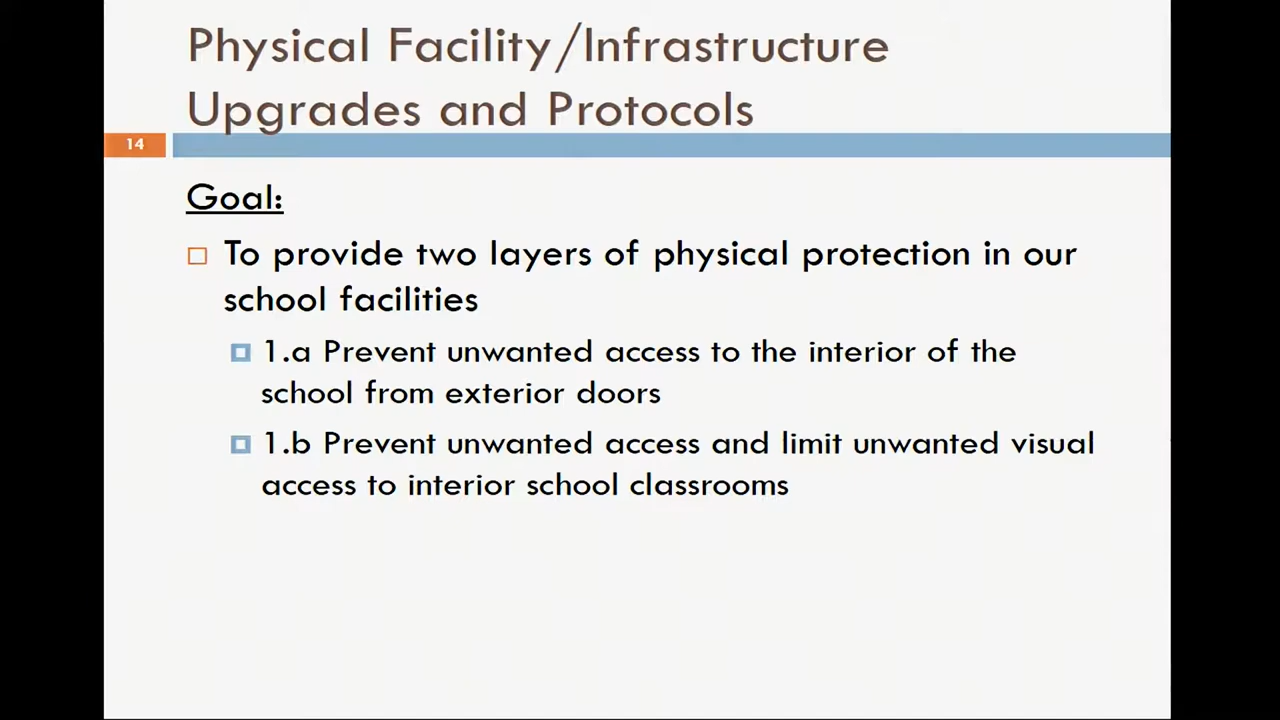 Physical Facility/Infrastructure
Upgrades and Protocols
14
Goal:
To provide two layers of physical protection in our
school facilities
1.a Prevent unwanted access to the interior of the
school from exterior doors
1.b Prevent unwanted access and limit unwanted visual
access to interior school classrooms